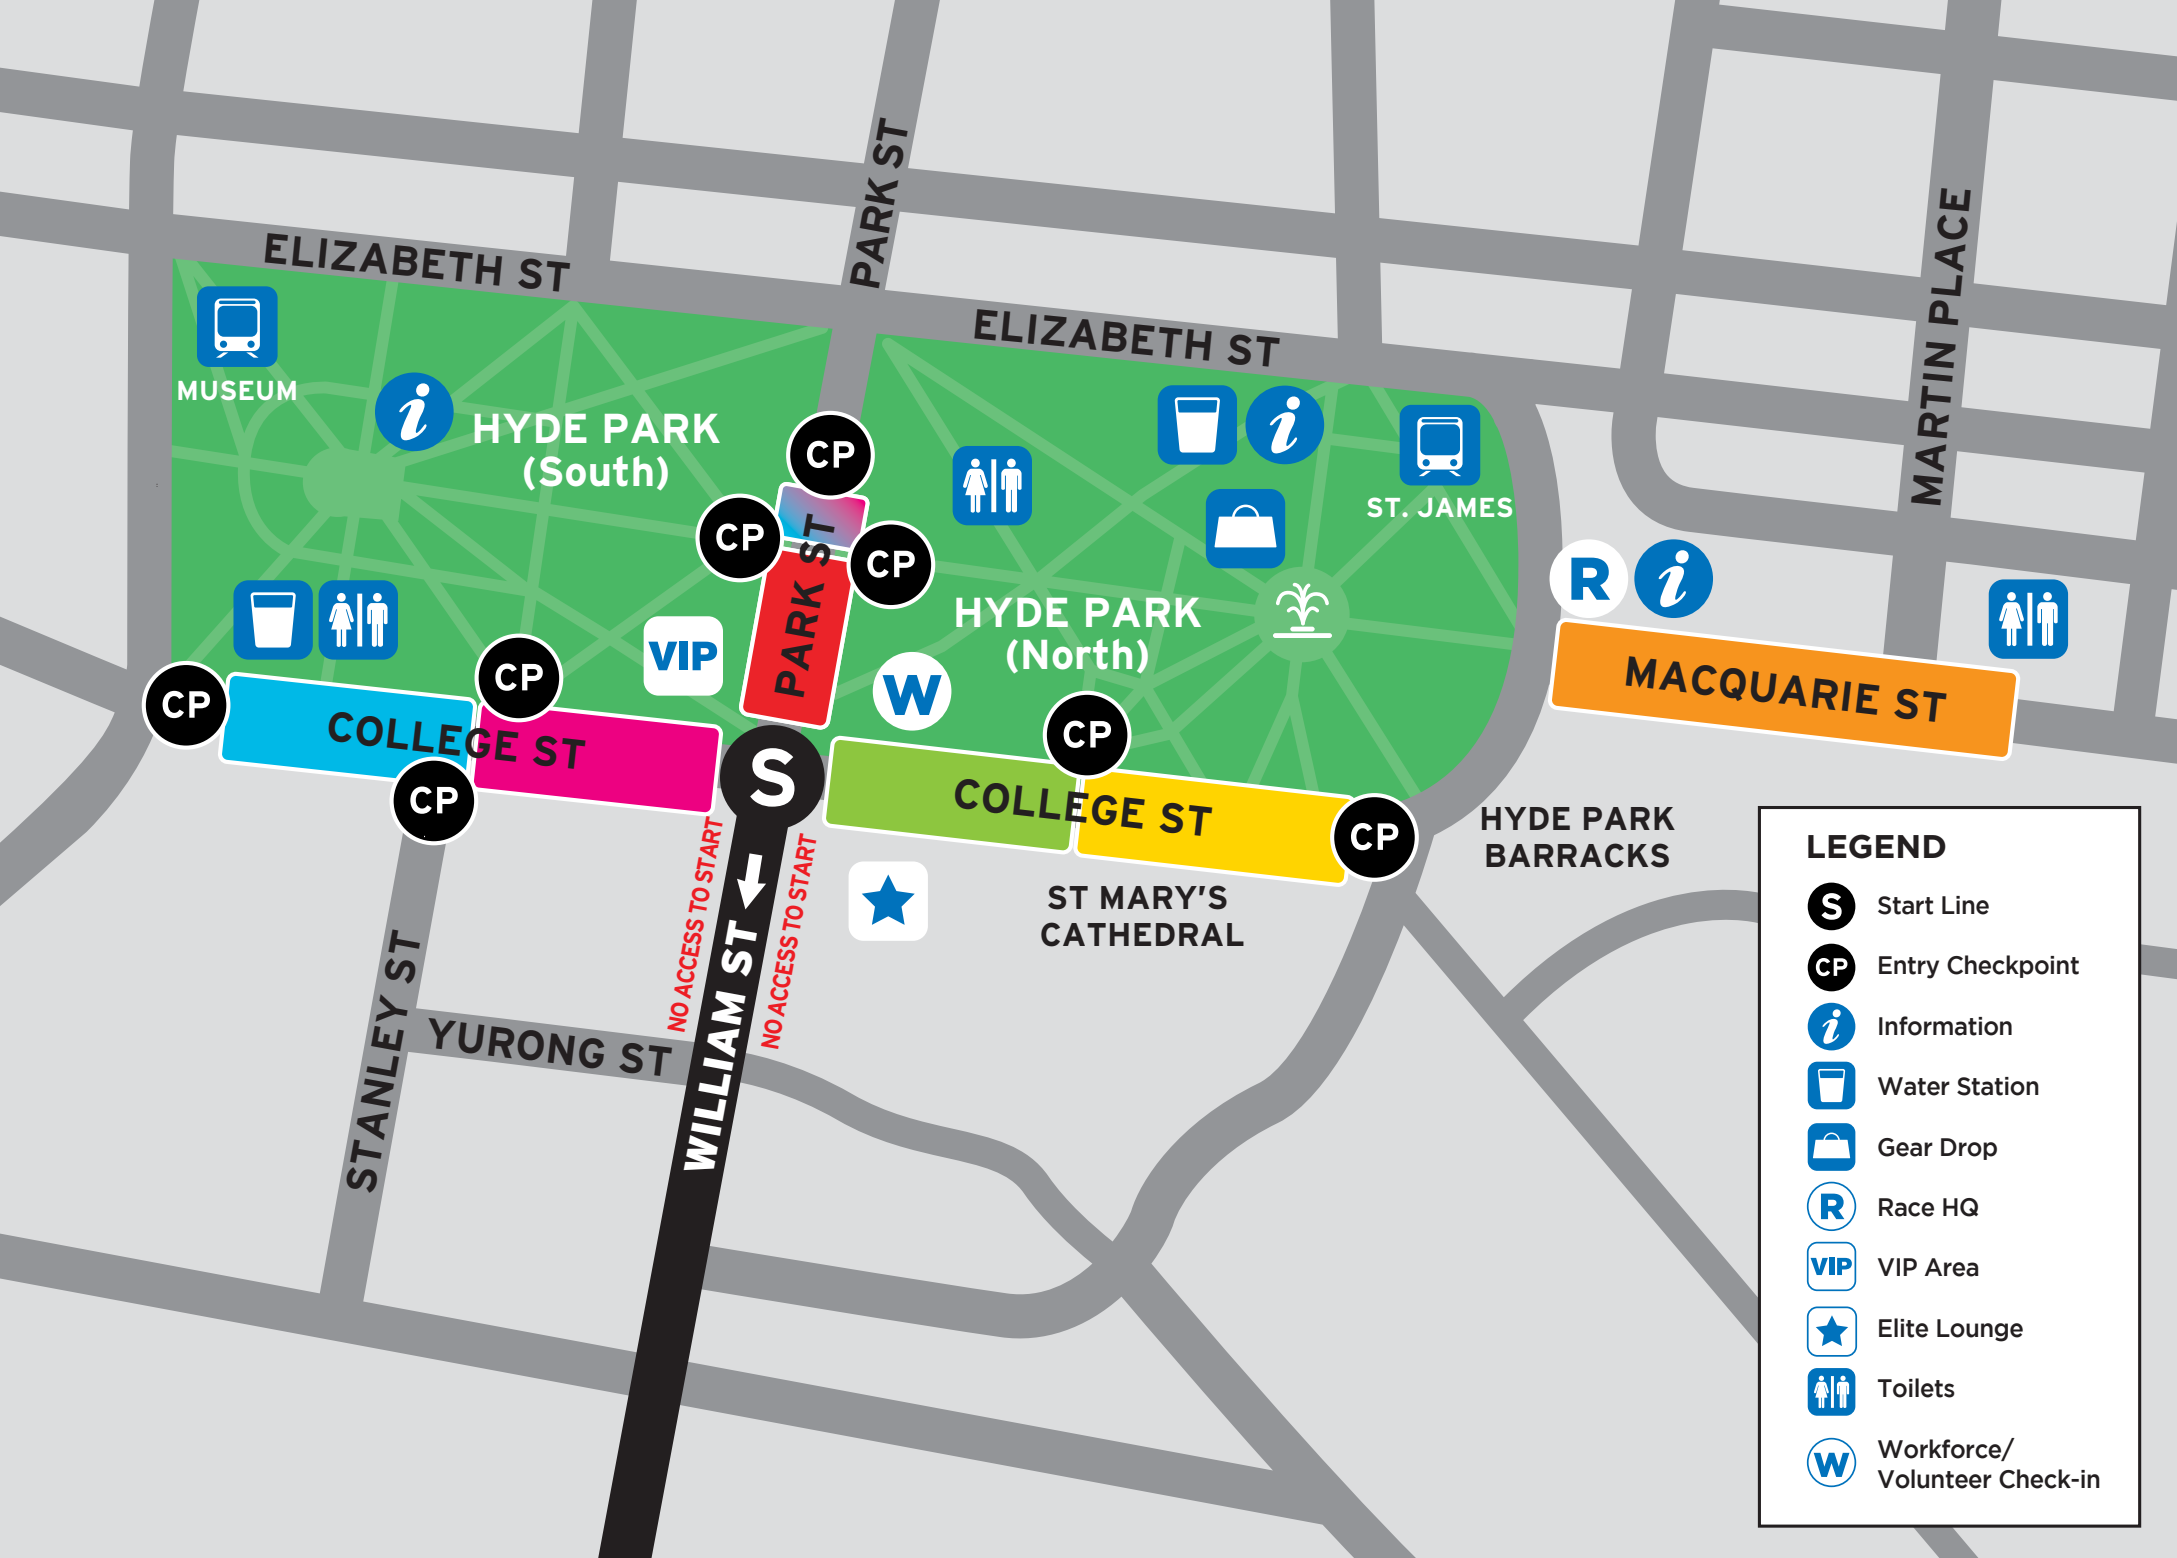 PARK ST
MARTIN PLACE
ELIZABETH ST
ELIZABETH ST
MUSEUM
i
HYDE PARK
(South)
CP
i
ST. JAMES
CP
CP
PARK ST
R
i
HYDE PARK
(North)
VIP
W
MACQUARIE ST
CP
CP
COLLEGE ST
CP
S
CP
COLLEGE ST
CP
HYDE PARK
BARRACKS
NO ACCESS TO START
NO ACCESS TO START
WILLIAM ST
ST MARY'S
CATHEDRAL
STANLEY ST
YURONG ST
LEGEND
S Start Line
CP Entry Checkpoint
i Information
Water Station
Gear Drop
R Race HQ
VIP VIP Area
Elite Lounge
Toilets
W Workforce/
Volunteer Check-in